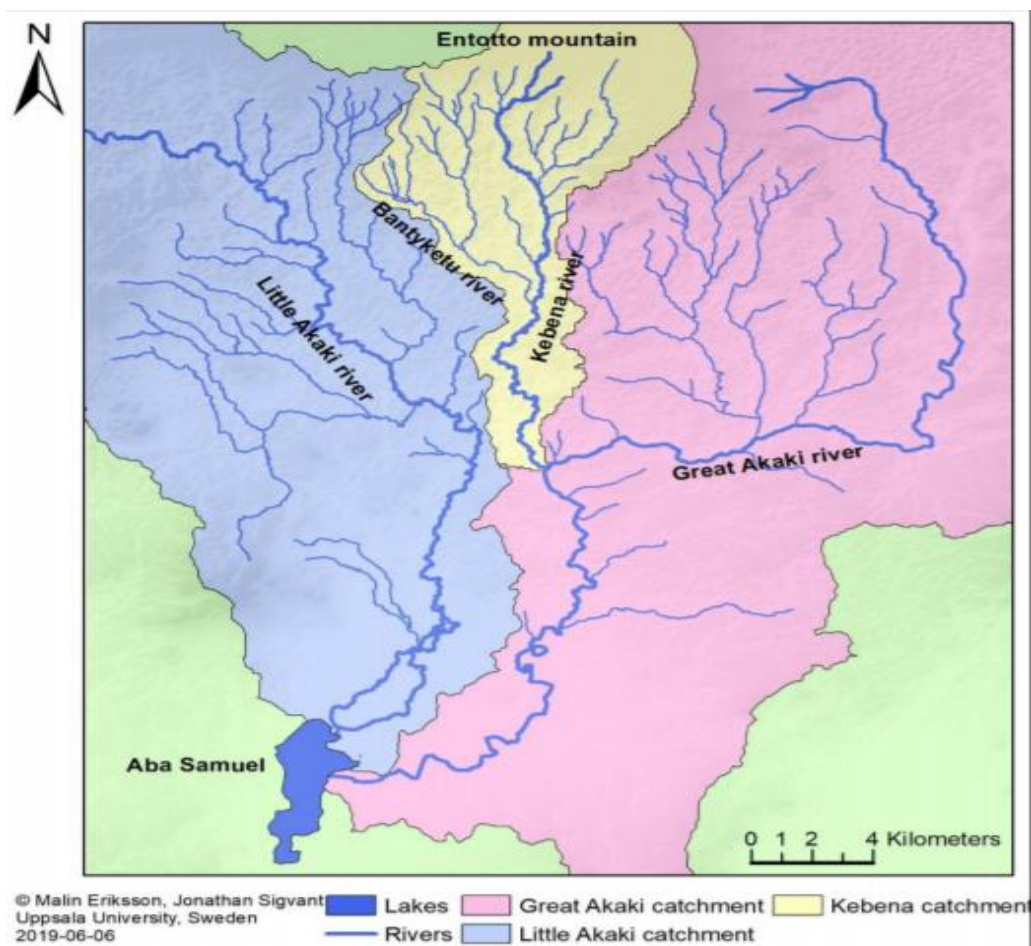 N
Entotto mountain
Bantyketu river
Kebena river
Little Akaki river
Great Akaki river
Aba Samuel
0 1 2 4 Kilometers
© Malin Eriksson, Jonathan Sigvant
Uppsala University, Sweden
2019-06-06
Lakes Great Akaki catchment Kebena catchment
Rivers Little Akaki catchment